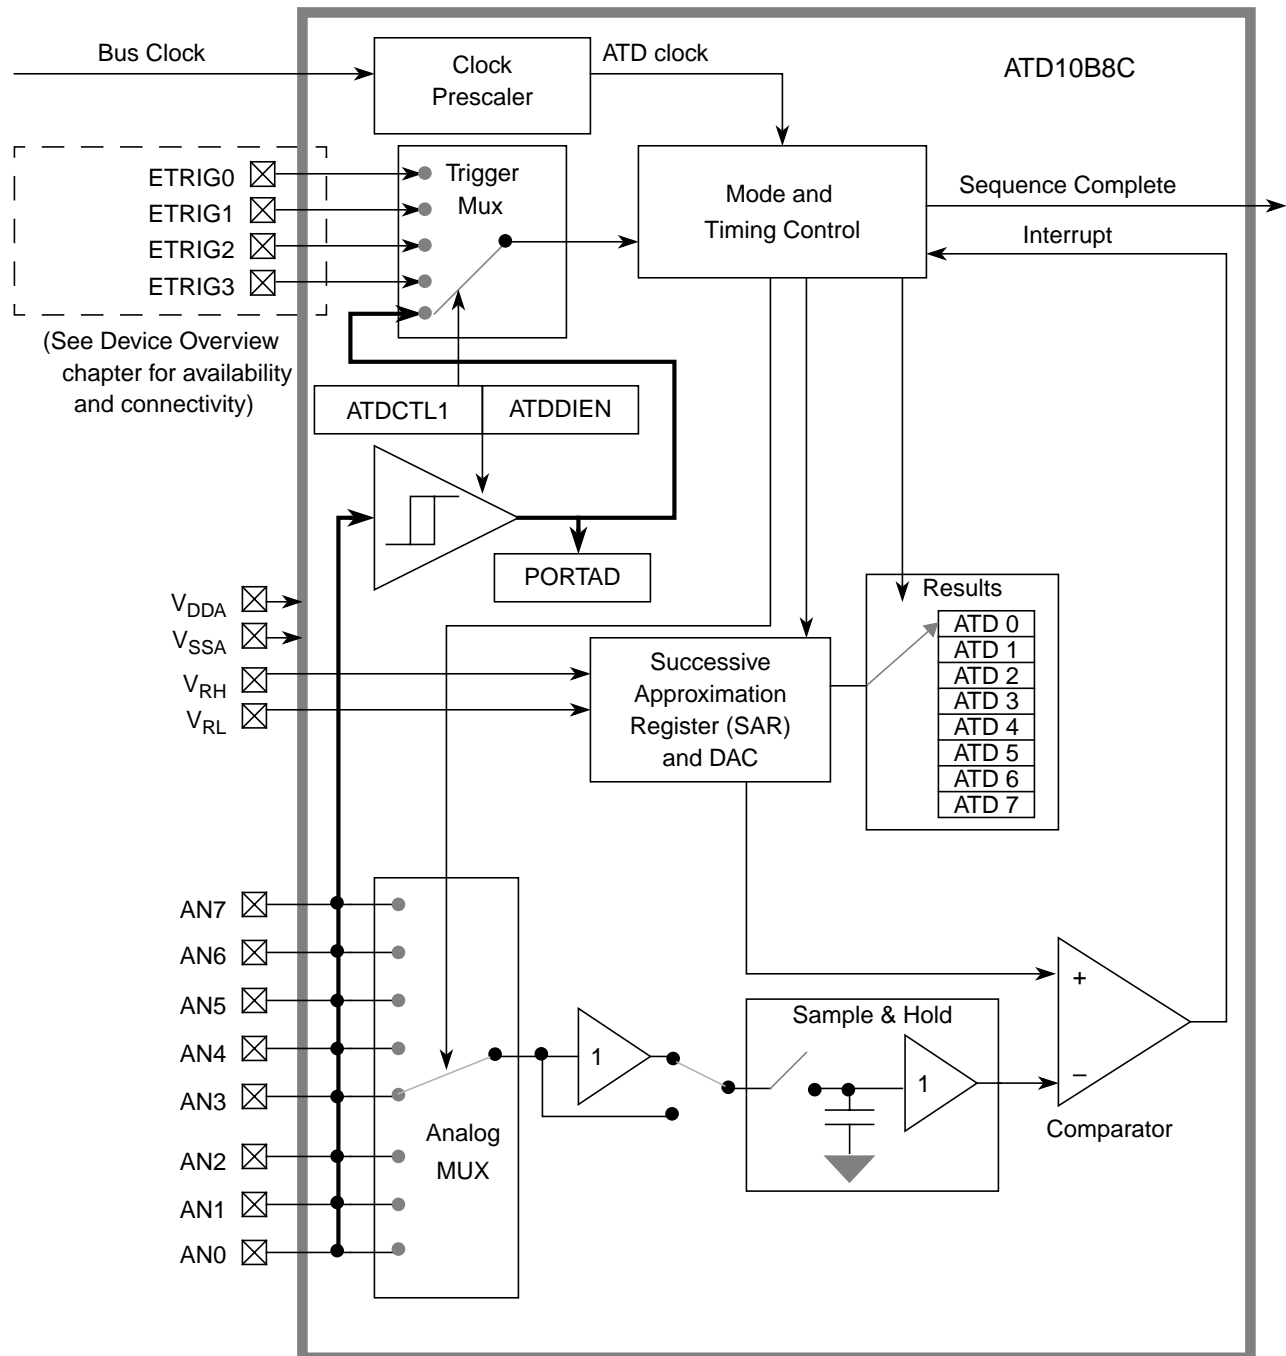 Bus Clock
Clock
Prescaler
ATD clock
ATD10B8C
ETRIG0
ETRIG1
ETRIG2
ETRIG3
(See Device Overview
chapter for availability
and connectivity)
Trigger
Mux
Mode and
Timing Control
Sequence Complete
Interrupt
ATDCTL1
ATDDIEN
PORTAD
VDDA
VSSA
VRH
VRL
Successive
Approximation
Register (SAR)
and DAC
Results
ATD 0
ATD 1
ATD 2
ATD 3
ATD 4
ATD 5
ATD 6
ATD 7
AN7
AN6
AN5
AN4
AN3
AN2
AN1
AN0
Analog
MUX
1
Sample & Hold
1
+
–
Comparator